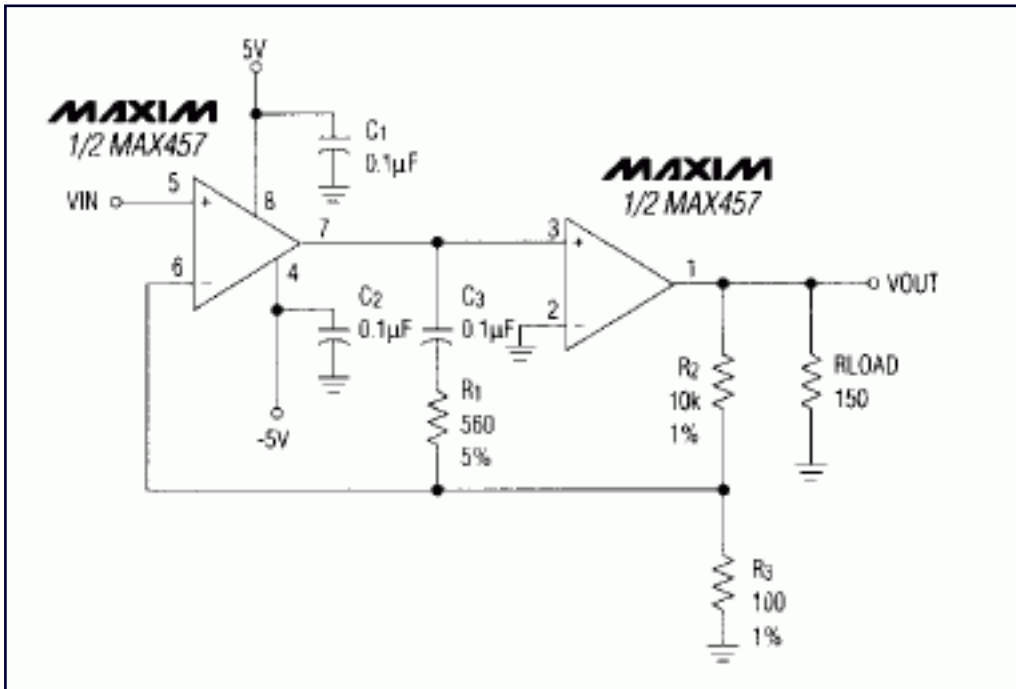 5V
MAXIM
1/2 MAX457
C1
0.1µF
MAXIM
1/2 MAX457
VIN
5
+
8
7
3
+
1
VOUT
6
-
4
2
-
C2
0.1µF
C3
0.1µF
R1
560
5%
-5V
R2
10k
1%
RLOAD
150
R3
100
1%